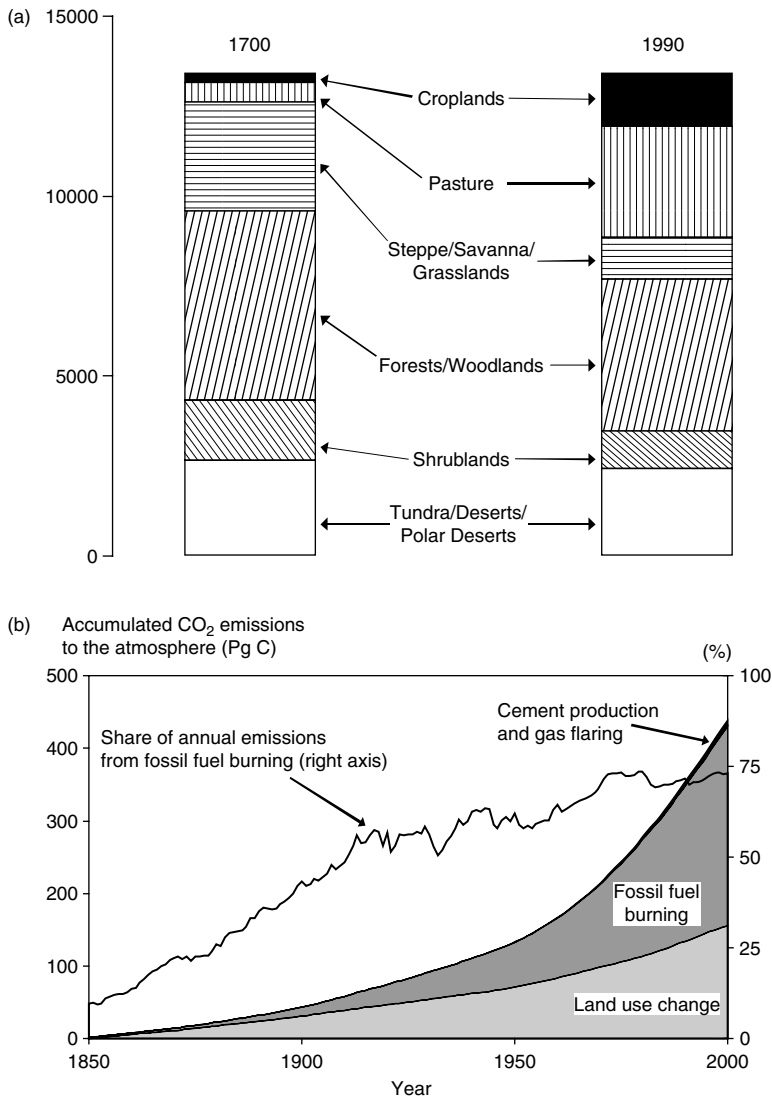 (a)
15000
1700
1990
Croplands
10000
Pasture
Steppe/Savanna/
Grasslands
Forests/Woodlands
5000
Shrublands
Tundra/Deserts/
Polar Deserts
0
(b)
Accumulated CO2 emissions
to the atmosphere (Pg C)
(%)
500
100
Cement production
and gas flaring
Share of annual emissions
from fossil fuel burning (right axis)
400
75
300
50
200
Fossil fuel
burning
25
100
Land use change
0
0
1850
1900
1950
2000
Year